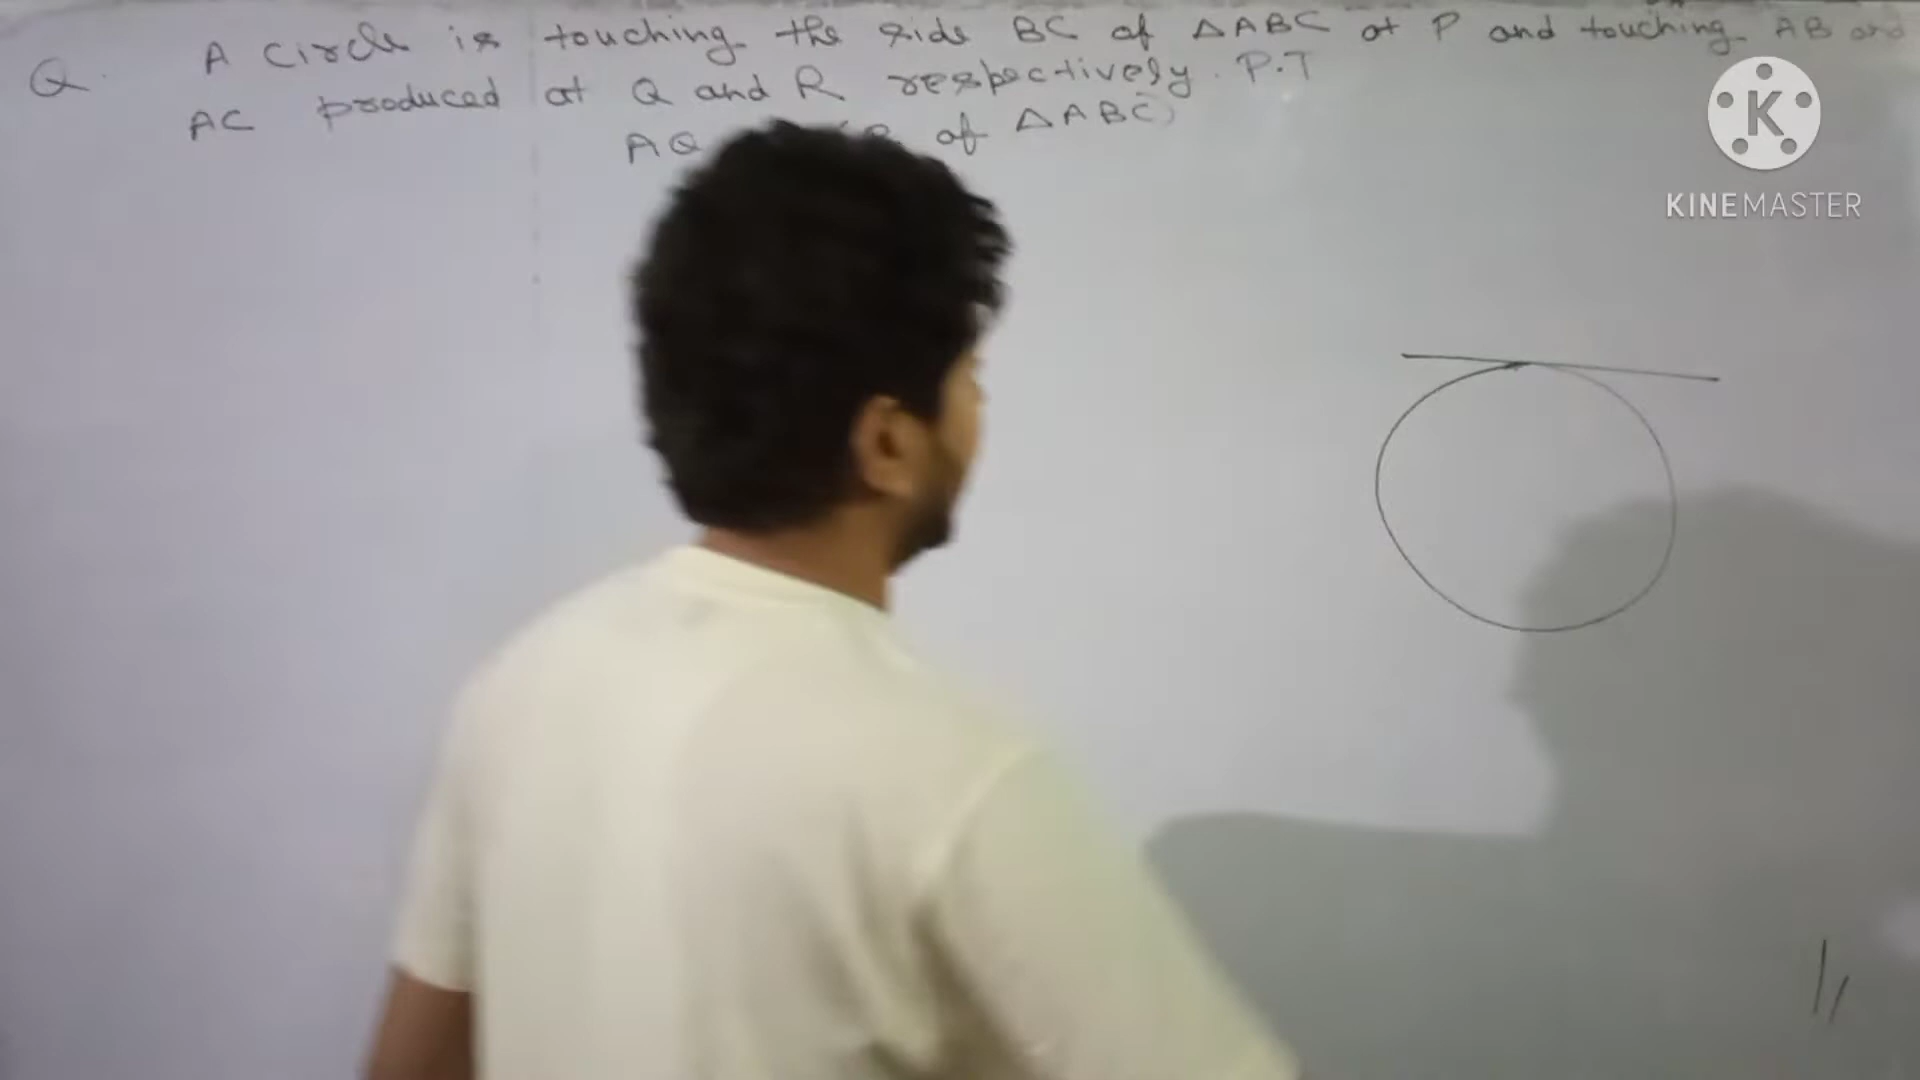 Q. A Circle is touching the side BC of △ABC at P and touching AB and
AC produced at Q and R respectively. P.T
AQ of △ABC)
K
KINEMASTER